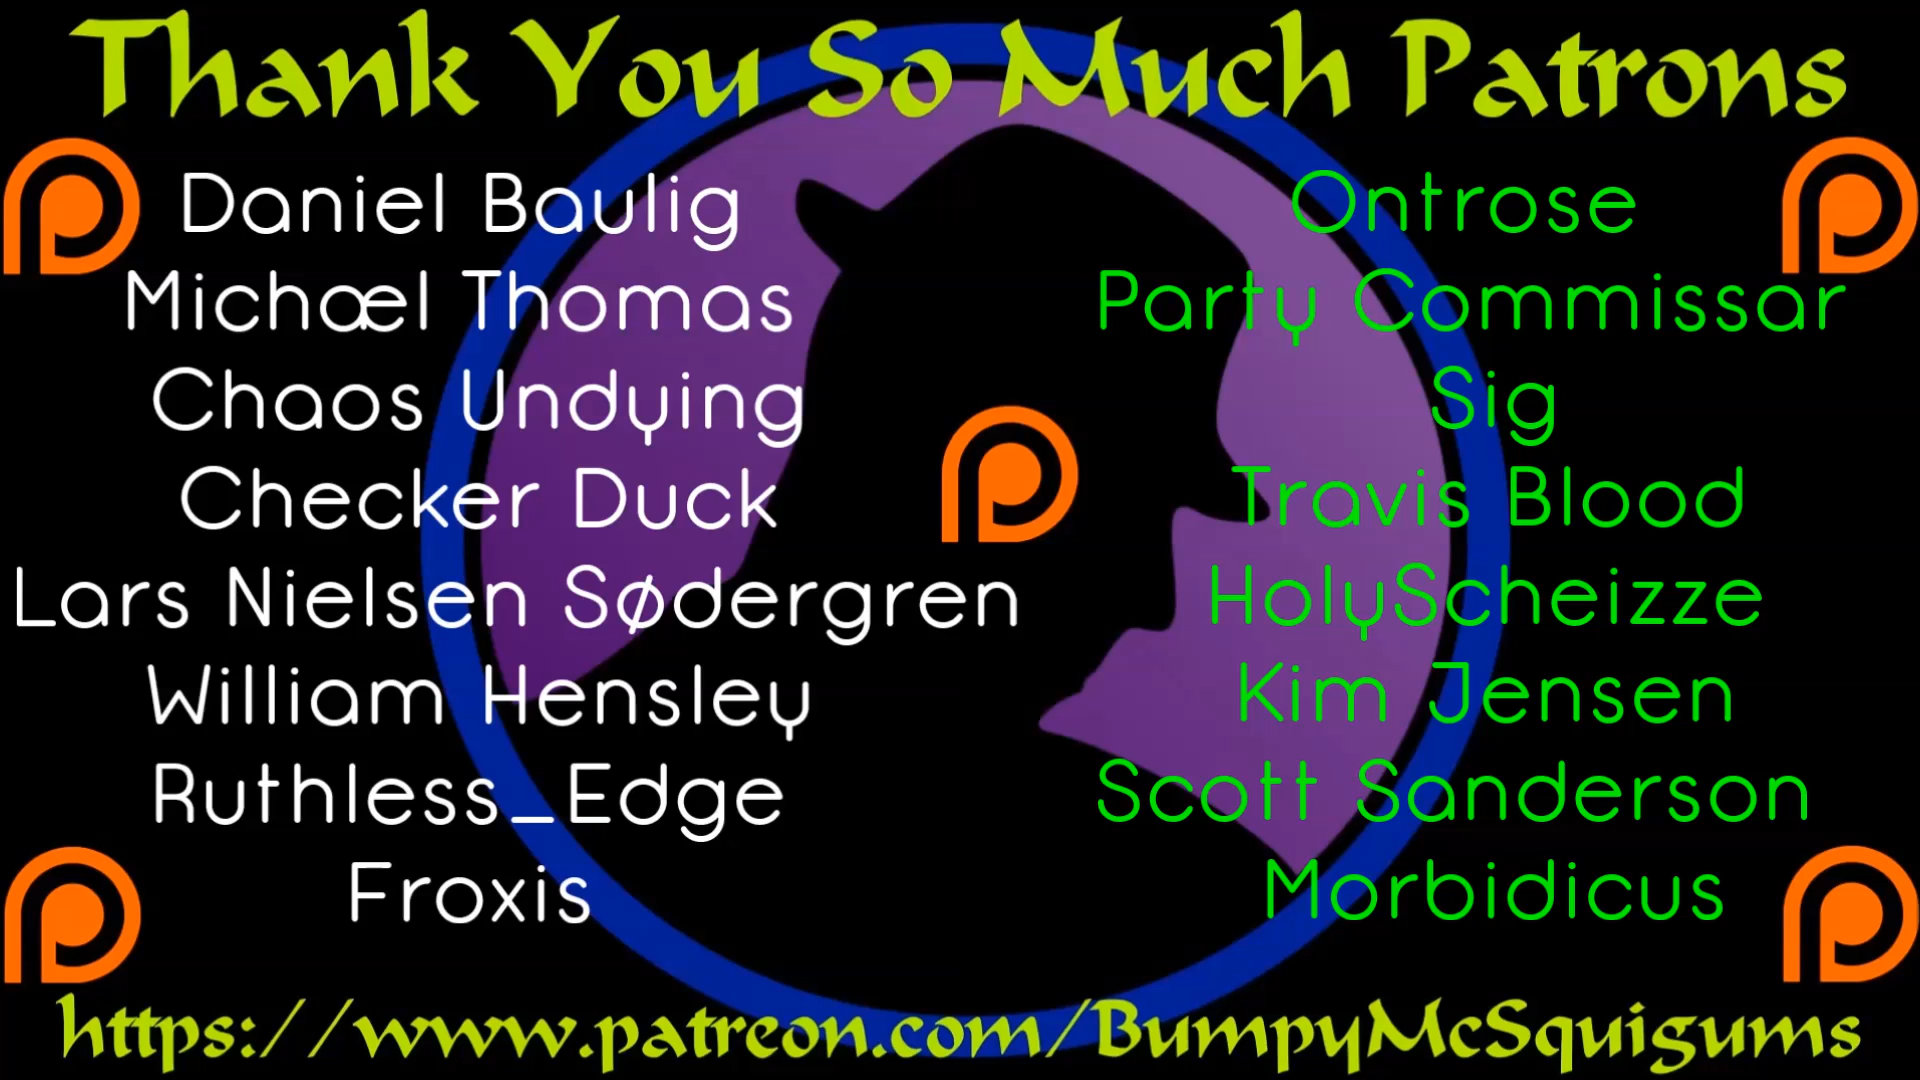 Thank You So Much Patrons
Daniel Baulig
Michæl Thomas
Chaos Undying
Checker Duck
Lars Nielsen Sødergren
William Hensley
Ruthless_Edge
Froxis
Ontrose
Party Commissar
Sig
Travis Blood
HolyScheizze
Kim Jensen
Scott Sanderson
Morbidicus
https://www.patreon.com/BumpyMcSquigums